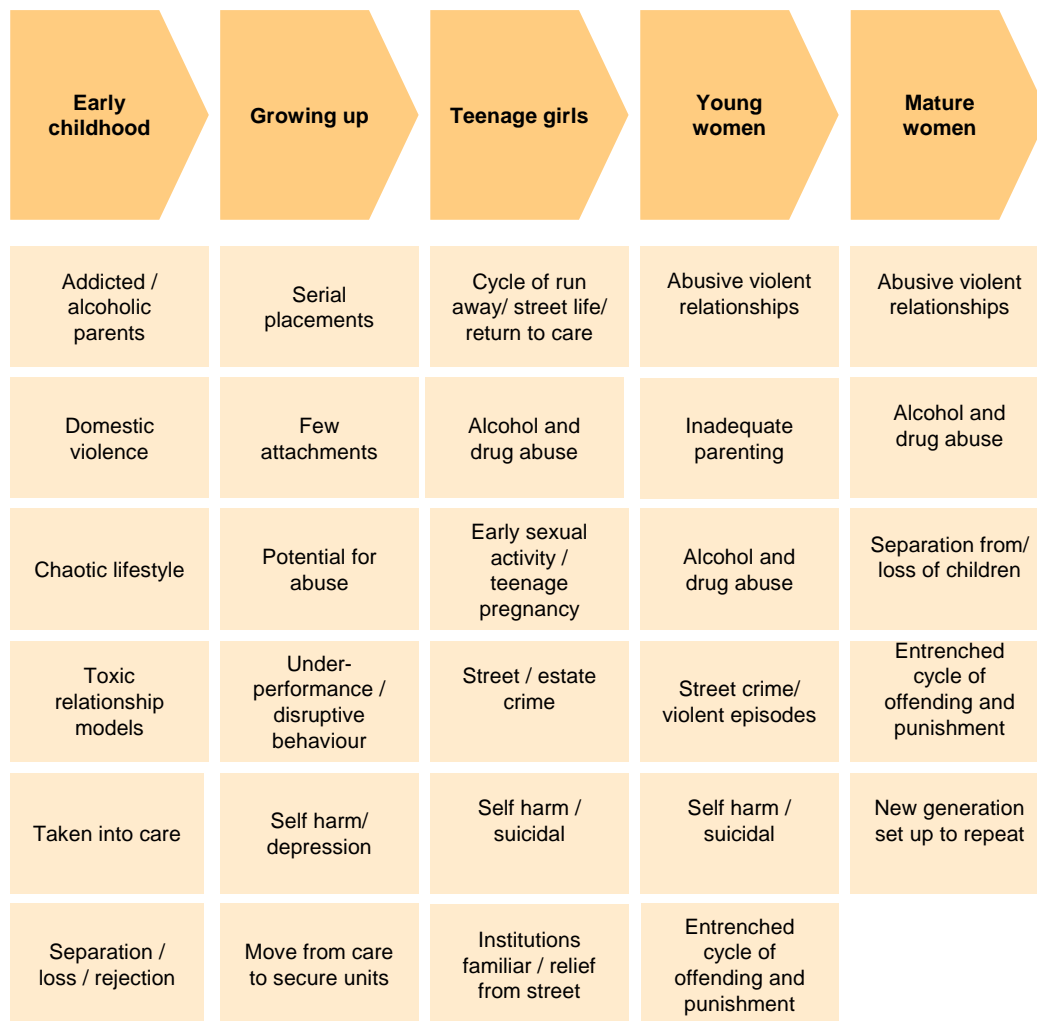 Early
childhood
Growing up
Teenage girls
Young
women
Mature
women
Addicted /
alcoholic
parents
Serial
placements
Cycle of run
away/ street life/
return to care
Abusive violent
relationships
Abusive violent
relationships
Domestic
violence
Few
attachments
Alcohol and
drug abuse
Inadequate
parenting
Alcohol and
drug abuse
Chaotic lifestyle
Potential for
abuse
Early sexual
activity /
teenage
pregnancy
Alcohol and
drug abuse
Separation from/
loss of children
Toxic
relationship
models
Under-
performance /
disruptive
behaviour
Street / estate
crime
Street crime/
violent episodes
Entrenched
cycle of
offending and
punishment
Taken into care
Self harm/
depression
Self harm /
suicidal
Self harm /
suicidal
New generation
set up to repeat
Separation /
loss / rejection
Move from care
to secure units
Institutions
familiar / relief
from street
Entrenched
cycle of
offending and
punishment